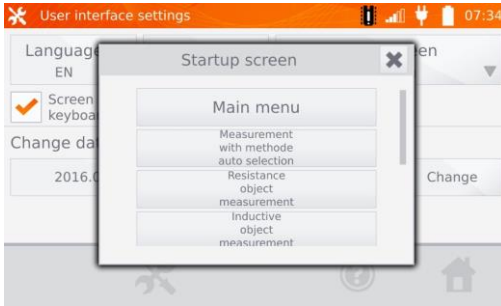 User interface settings
07:34
Language
EN
Startup screen
en
Main menu
Screen
keyboa
Measurement
with methode
auto selection
Change da
Resistance
object
measurement
2016.0
Change
Inductive
object
measurement